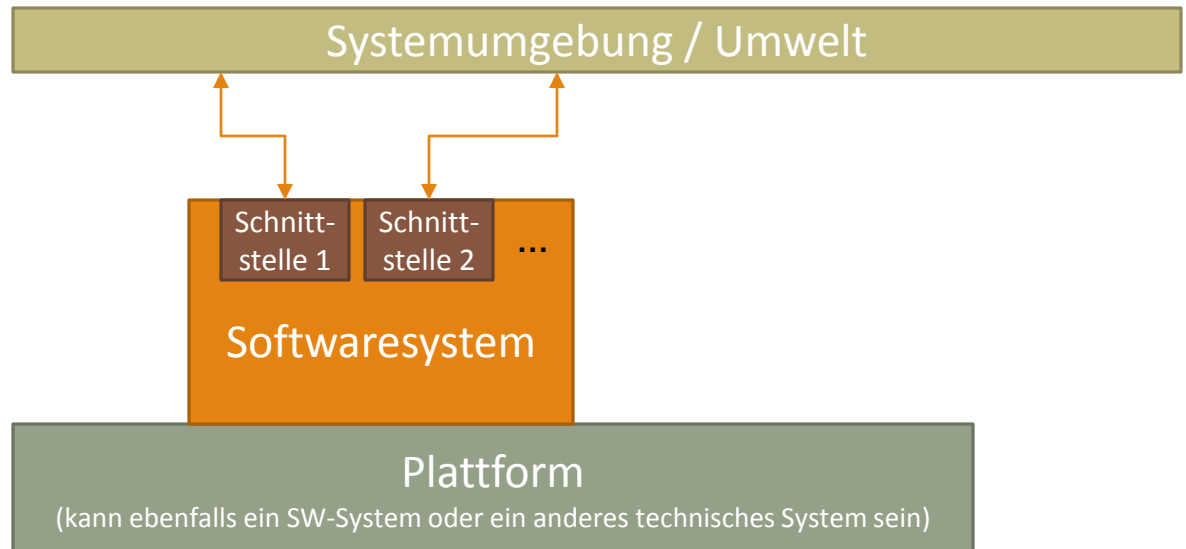 Systemumgebung / Umwelt
Schnitt-
stelle 1
Schnitt-
stelle 2
...
Softwaresystem
Plattform
(kann ebenfalls ein SW-System oder ein anderes technisches System sein)